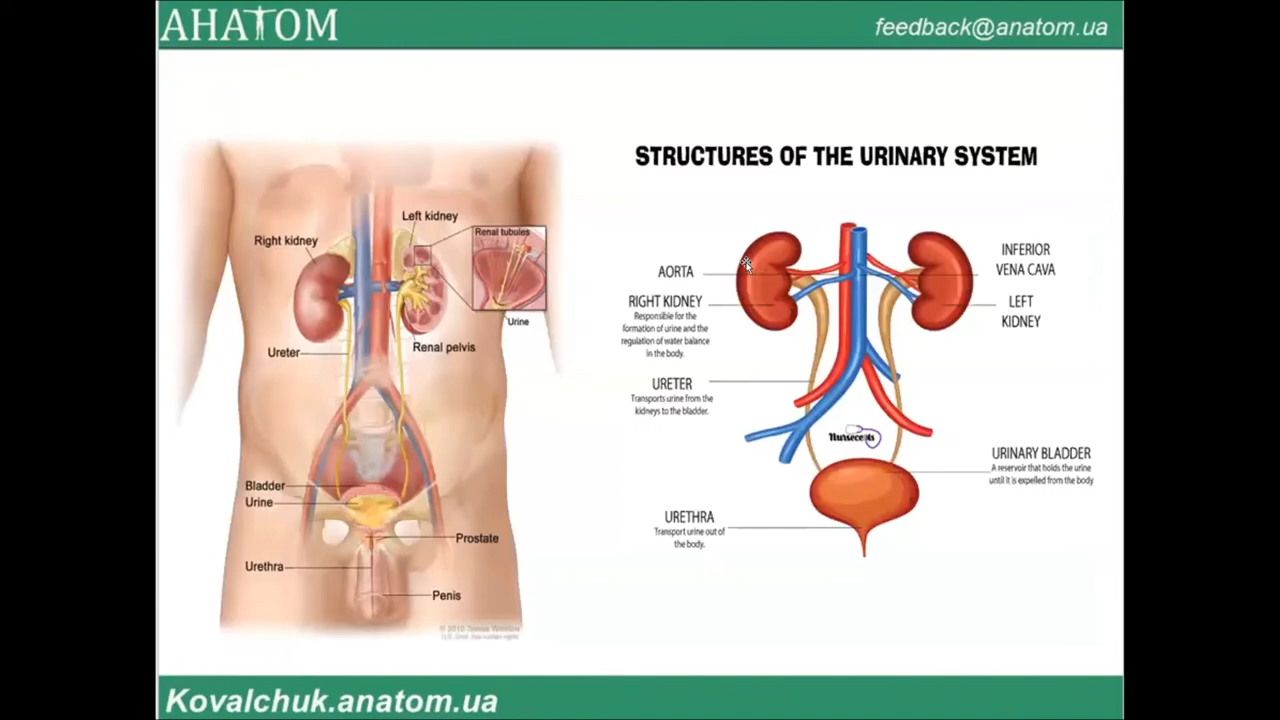 AHATOM
feedback@anatom.ua
Left kidney
Right kidney
Renal tubules
Urine
Ureter
Renal pelvis
Bladder
Urine
Prostate
Urethra
Penis
STRUCTURES OF THE URINARY SYSTEM
AORTA
RIGHT KIDNEY
Responsible for the
formation of urine and the
regulation of water balance
in the body.
URETER
Transports urine from the
kidneys to the bladder.
URETHRA
Transport urine out of
the body.
INFERIOR
VENA CAVA
LEFT
KIDNEY
Nursecepts
URINARY BLADDER
A reservoir that holds the urine
until it is expelled from the body
Kovalchuk.anatom.ua